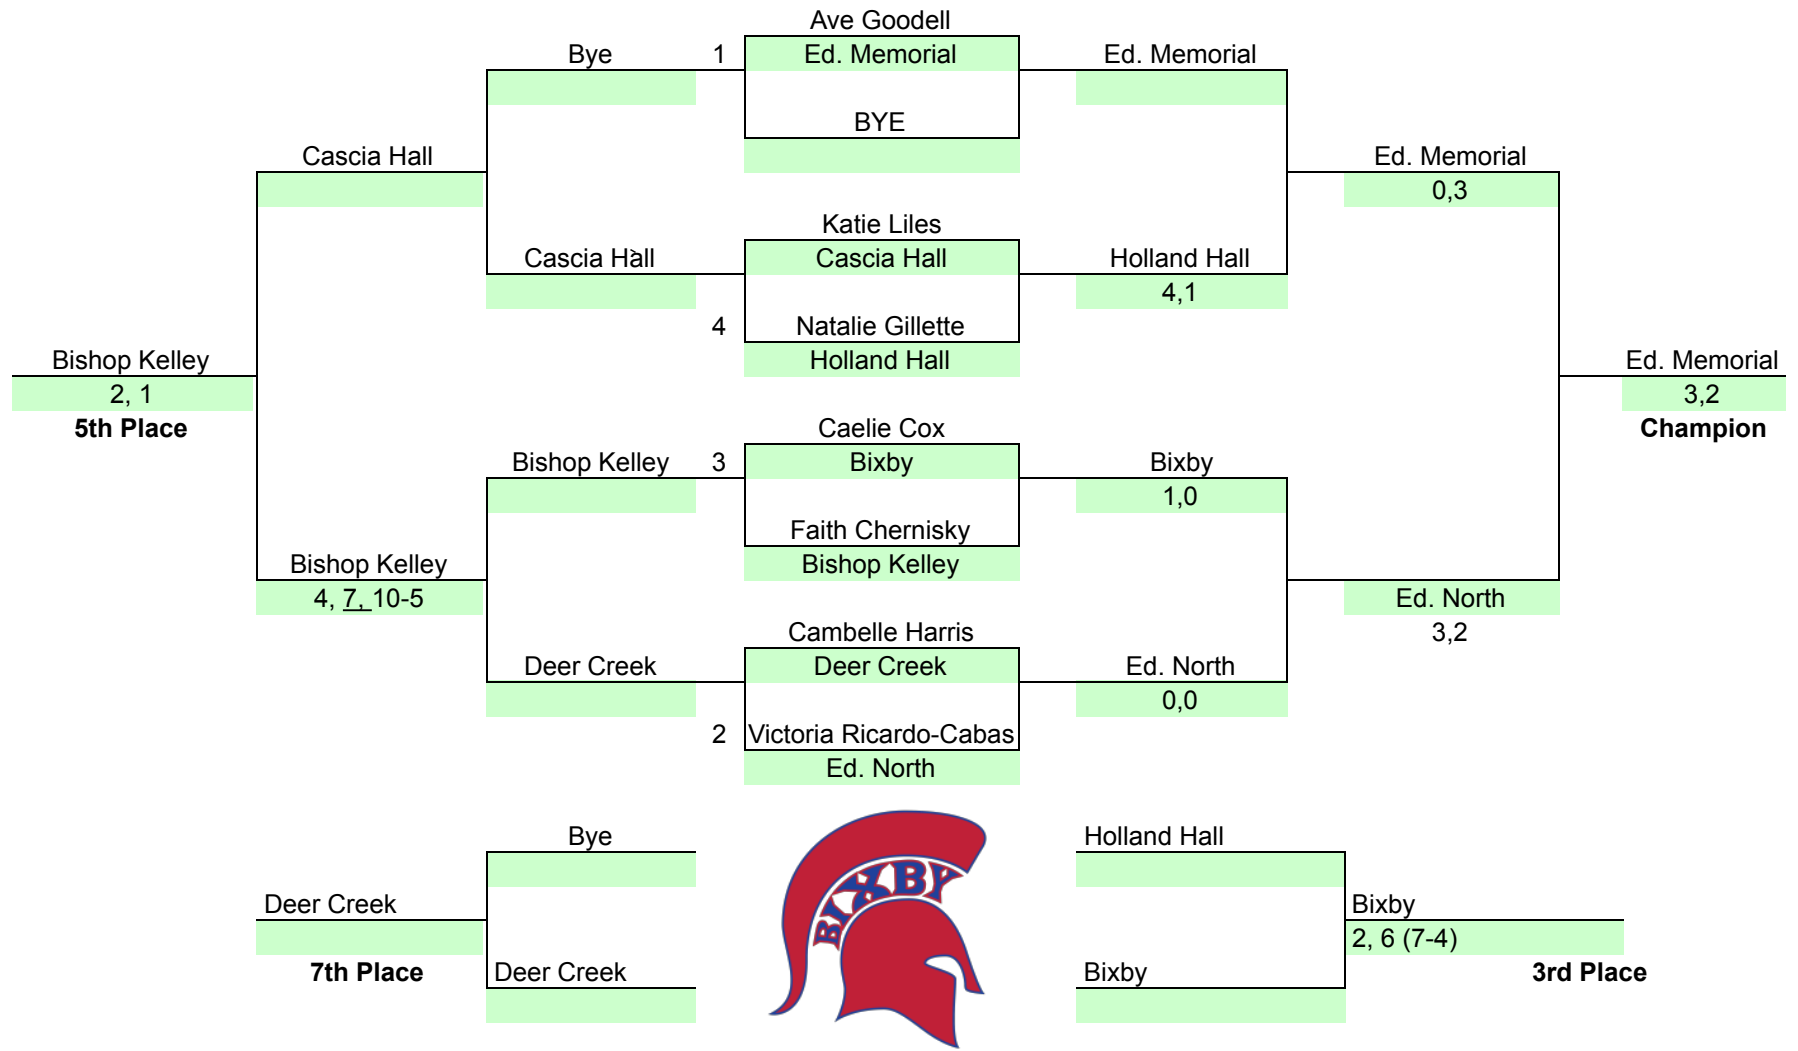 Ave Goodell
Bye 1 Ed. Memorial Ed. Memorial
BYE
Cascia Hall Ed. Memorial
0,3
Katie Liles
Cascia Hall Cascia Hall Holland Hall
4,1
4 Natalie Gillette
Bishop Kelley Holland Hall Ed. Memorial
2, 1 3,2
5th Place Caelie Cox Champion
Bishop Kelley 3 Bixby Bixby
1,0
Faith Chernisky
Bishop Kelley Bishop Kelley
4, 7, 10-5 Ed. North
Cambelle Harris 3,2
Deer Creek Deer Creek Ed. North
0,0
2 Victoria Ricardo-Cabas
Ed. North
Bye Holland Hall
BIXBY
Deer Creek Bixby
2, 6 (7-4)
7th Place Deer Creek Bixby 3rd Place